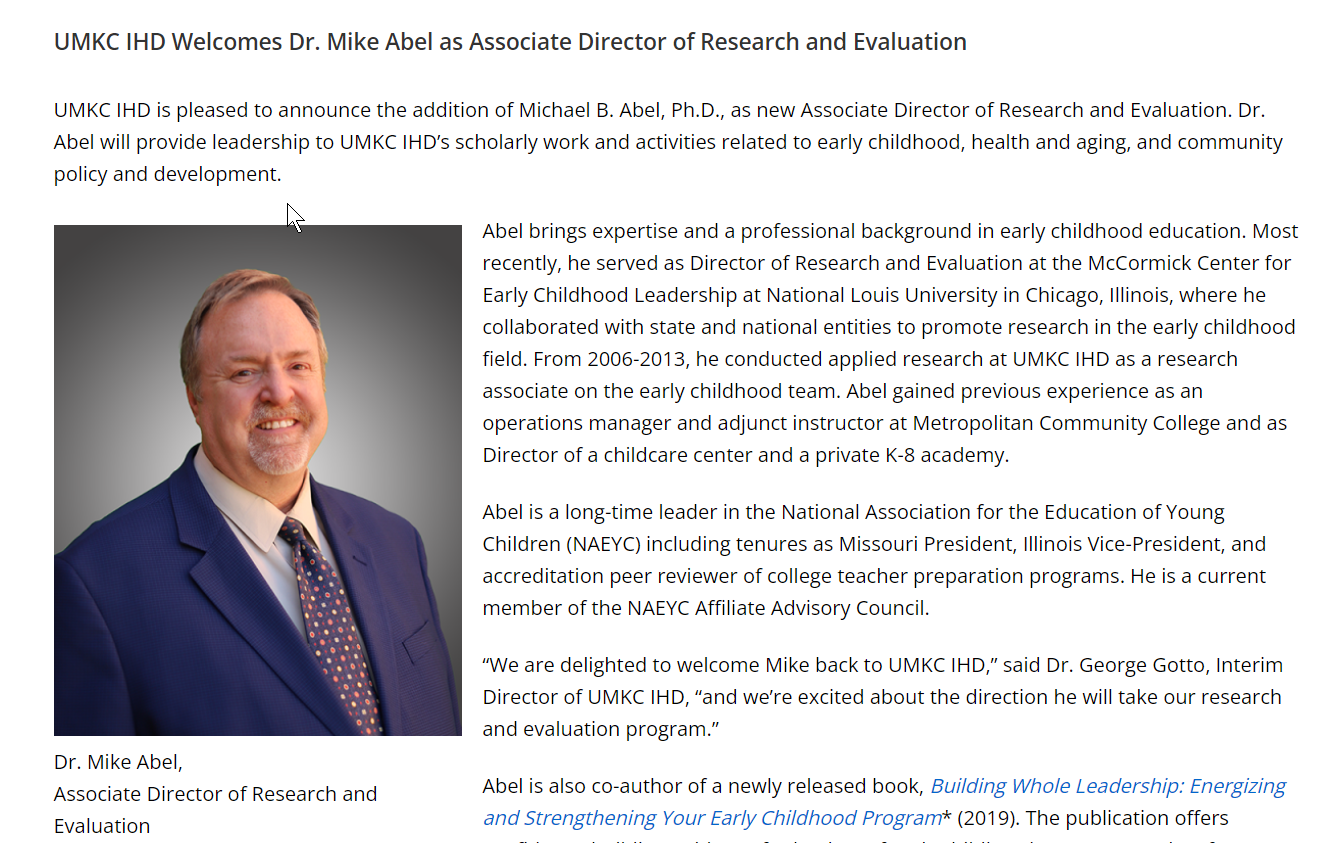 UMKC IHD Welcomes Dr. Mike Abel as Associate Director of Research and Evaluation
UMKC IHD is pleased to announce the addition of Michael B. Abel, Ph.D., as new Associate Director of Research and Evaluation. Dr.
Abel will provide leadership to UMKC IHD’s scholarly work and activities related to early childhood, health and aging, and community
policy and development.
Abel brings expertise and a professional background in early childhood education. Most
recently, he served as Director of Research and Evaluation at the McCormick Center for
Early Childhood Leadership at National Louis University in Chicago, Illinois, where he
collaborated with state and national entities to promote research in the early childhood
field. From 2006-2013, he conducted applied research at UMKC IHD as a research
associate on the early childhood team. Abel gained previous experience as an
operations manager and adjunct instructor at Metropolitan Community College and as
Director of a childcare center and a private K-8 academy.
Abel is a long-time leader in the National Association for the Education of Young
Children (NAEYC) including tenures as Missouri President, Illinois Vice-President, and
accreditation peer reviewer of college teacher preparation programs. He is a current
member of the NAEYC Affiliate Advisory Council.
“We are delighted to welcome Mike back to UMKC IHD,” said Dr. George Gotto, Interim
Director of UMKC IHD, “and we’re excited about the direction he will take our research
and evaluation program.”
Abel is also co-author of a newly released book, Building Whole Leadership: Energizing
and Strengthening Your Early Childhood Program* (2019). The publication offers
Dr. Mike Abel,
Associate Director of Research and
Evaluation